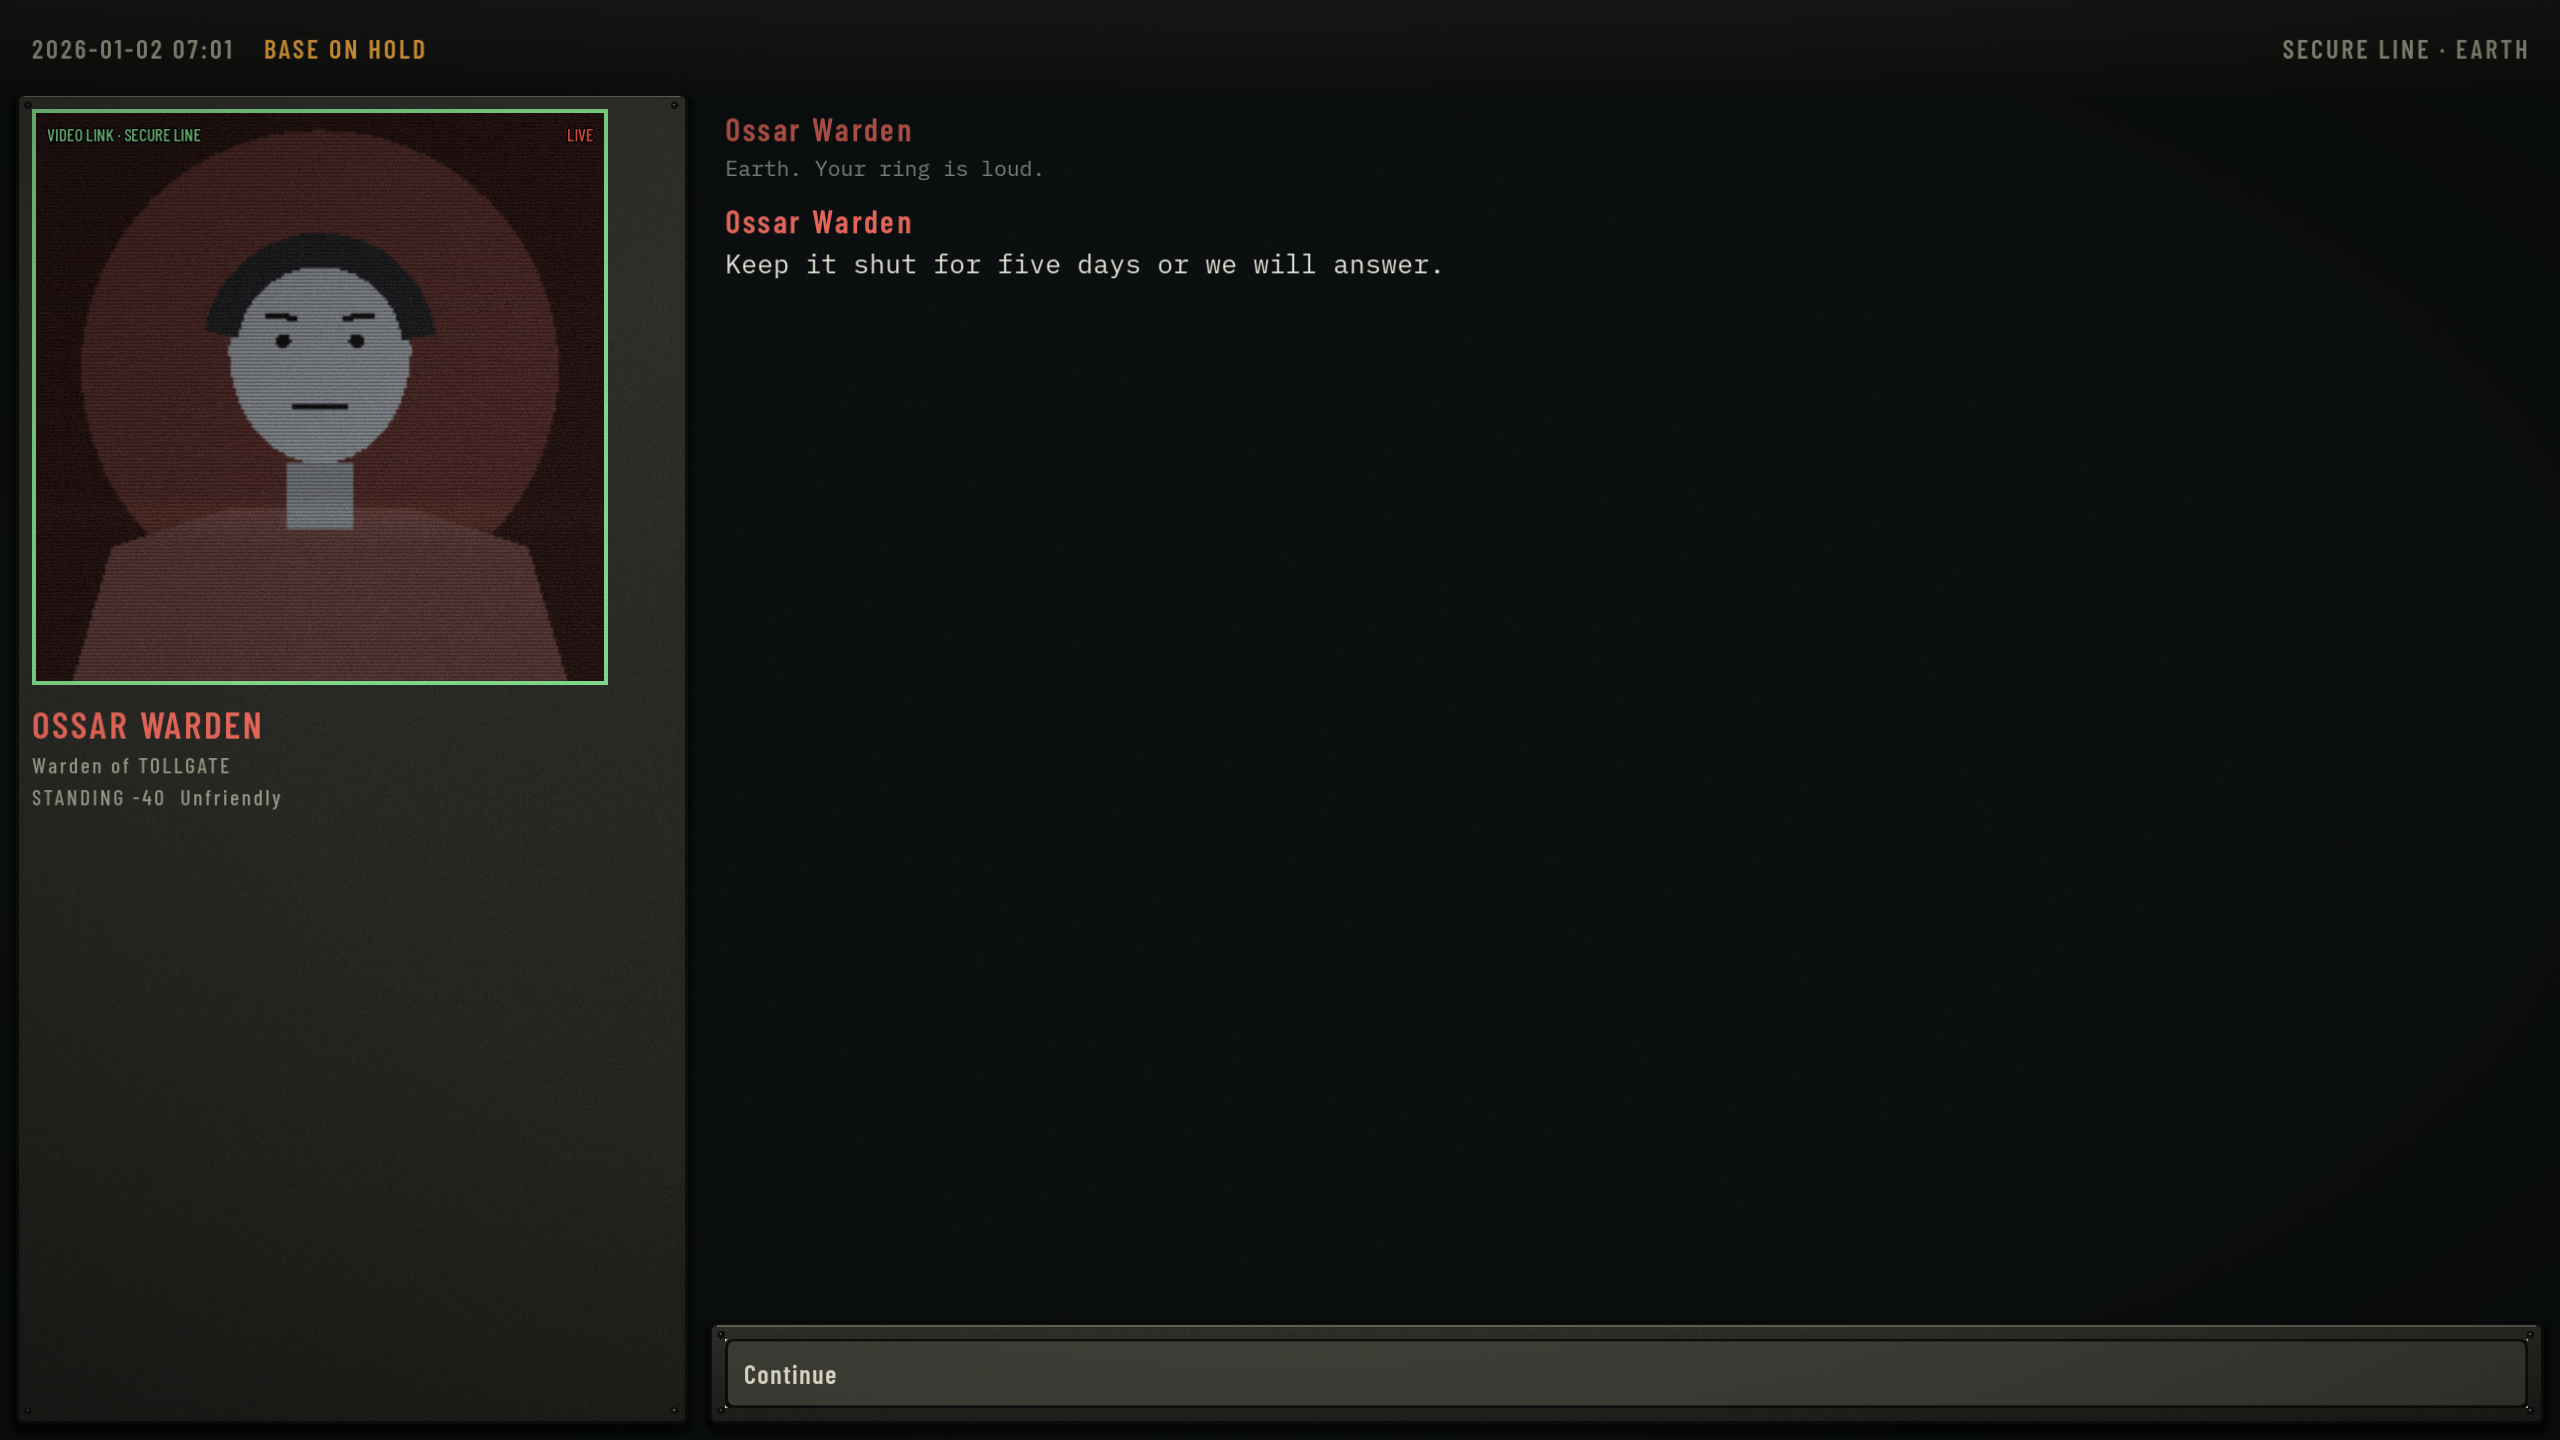 2026-01-02 07:01 BASE ON HOLD
SECURE LINE · EARTH
VIDEO LINK · SECURE LINE
LIVE
OSSAR WARDEN
Warden of TOLLGATE
STANDING -40 Unfriendly
Ossar Warden
Earth. Your ring is loud.
Ossar Warden
Keep it shut for five days or we will answer.
Continue